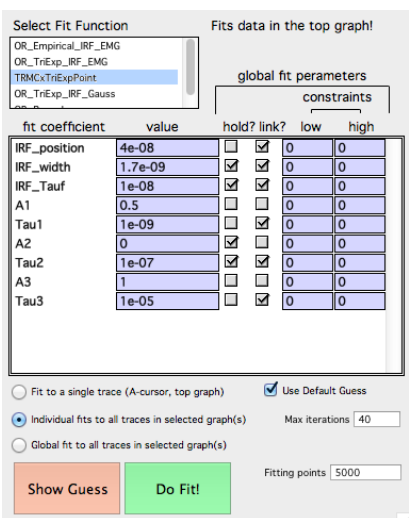 Select Fit Function Fits data in the top graph!
OR_Empirical_IRF_EMG
OR_TriExp_IRF_EMG
TRMCxTriExpPoint
OR_TriExp_IRF_Gauss
global fit perameters
constraints
fit coefficient value hold? link? low high
IRF_position 4e-08 0 0
IRF_width 1.7e-09 0 0
IRF_Tauf 1e-08 0 0
A1 0.5 0 0
Tau1 1e-09 0 0
A2 0 0 0
Tau2 1e-07 0 0
A3 1 0 0
Tau3 1e-05 0 0
Fit to a single trace (A-cursor, top graph) Use Default Guess
Individual fits to all traces in selected graph(s) Max iterations 40
Global fit to all traces in selected graph(s)
Fitting points 5000
Show Guess Do Fit!